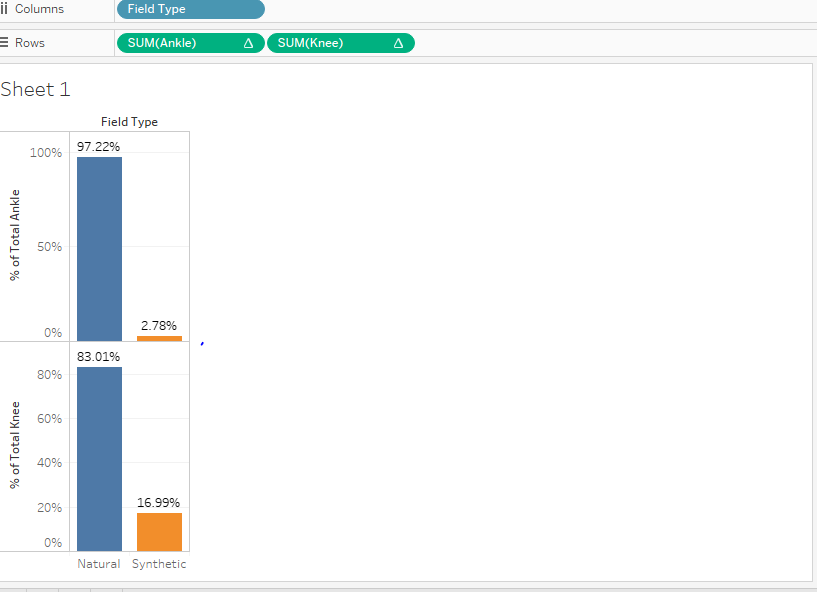 Columns
Field Type
Rows
SUM(Ankle) Δ
SUM(Knee) Δ
Sheet 1
Field Type
% of Total Ankle
100%
50%
0%
97.22%
2.78%
% of Total Knee
80%
60%
40%
20%
0%
83.01%
16.99%
Natural Synthetic